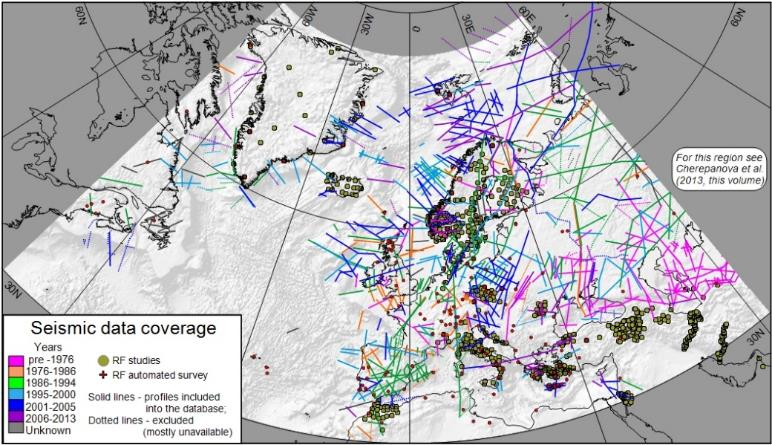 60N
60W
30W
0
30E
60E
60N
For this region see
Cherepanova et al.
(2013, this volume)
30N
30N
Seismic data coverage
Years
pre -1976
1976-1986
1986-1994
1995-2000
2001-2005
2006-2013
Unknown
RF studies
RF automated survey
Solid lines - profiles included
into the database;
Dotted lines - excluded
(mostly unavailable)